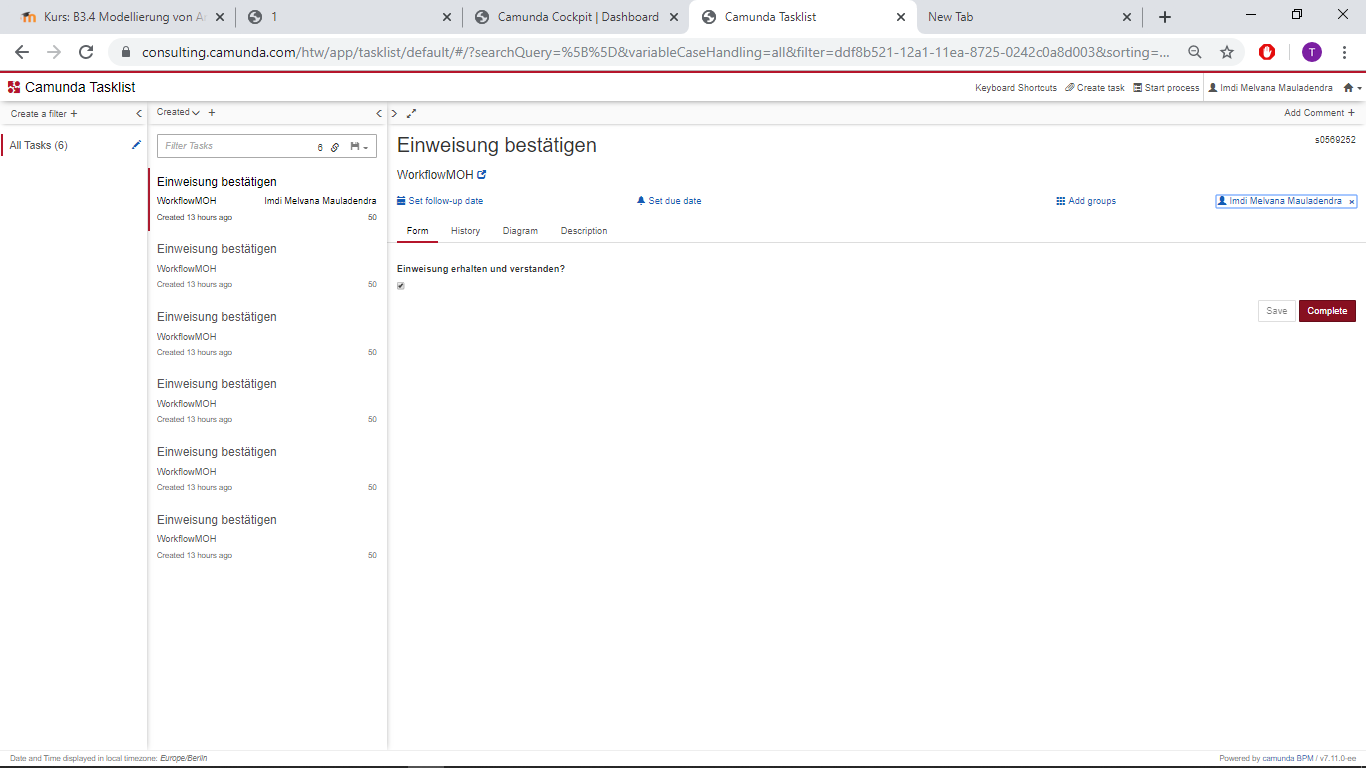 Kurs: B3.4 Modellierung von A
1
Camunda Cockpit | Dashboard
Camunda Tasklist
New Tab
consulting.camunda.com/htw/app/tasklist/default/#/?searchQuery=%5B%5D&variableCaseHandling=all&filter=ddf8b521-12a1-11ea-8725-0242c0a8d003&sorting=...
T
Camunda Tasklist
Keyboard Shortcuts
Create task
Start process
Imdi Melvana Mauladendra
Create a filter +
Created
Add Comment +
All Tasks (6)
Filter Tasks
6
Einweisung bestätigen
WorkflowMOH
Imdi Melvana Mauladendra
Created 13 hours ago
50
Einweisung bestätigen
WorkflowMOH
Created 13 hours ago
50
Einweisung bestätigen
WorkflowMOH
Created 13 hours ago
50
Einweisung bestätigen
WorkflowMOH
Created 13 hours ago
50
Einweisung bestätigen
WorkflowMOH
Created 13 hours ago
50
Einweisung bestätigen
WorkflowMOH
Created 13 hours ago
50
Einweisung bestätigen
s0569252
WorkflowMOH
Set follow-up date
Set due date
Add groups
Imdi Melvana Mauladendra ×
Form
History
Diagram
Description
Einweisung erhalten und verstanden?
Save
Complete
Date and Time displayed in local timezone: Europe/Berlin
Powered by camunda BPM / v7.11.0-ee